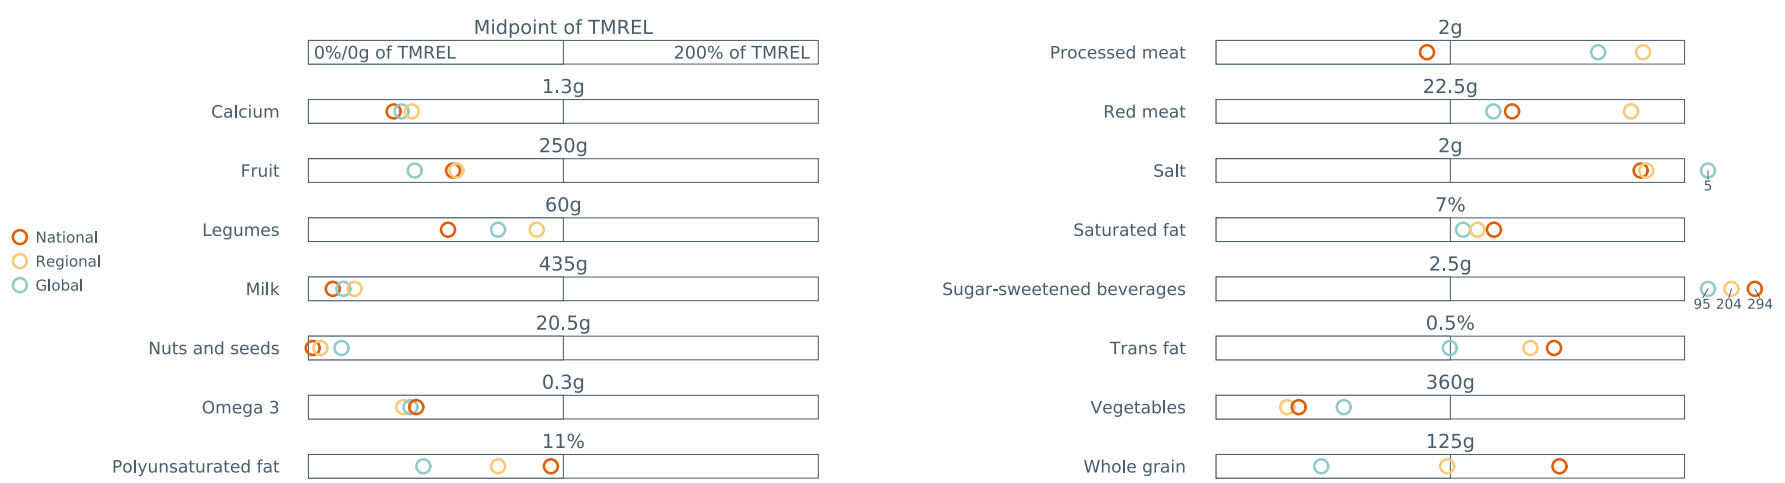 Midpoint of TMREL
0%/0g of TMREL 200% of TMREL
1.3g
Calcium
250g
Fruit
60g
Legumes
435g
Milk
20.5g
Nuts and seeds
0.3g
Omega 3
11%
Polyunsaturated fat
National
Regional
Global
2g
Processed meat
22.5g
Red meat
2g
Salt
5
7%
Saturated fat
2.5g
Sugar-sweetened beverages
95 204 294
0.5%
Trans fat
360g
Vegetables
125g
Whole grain